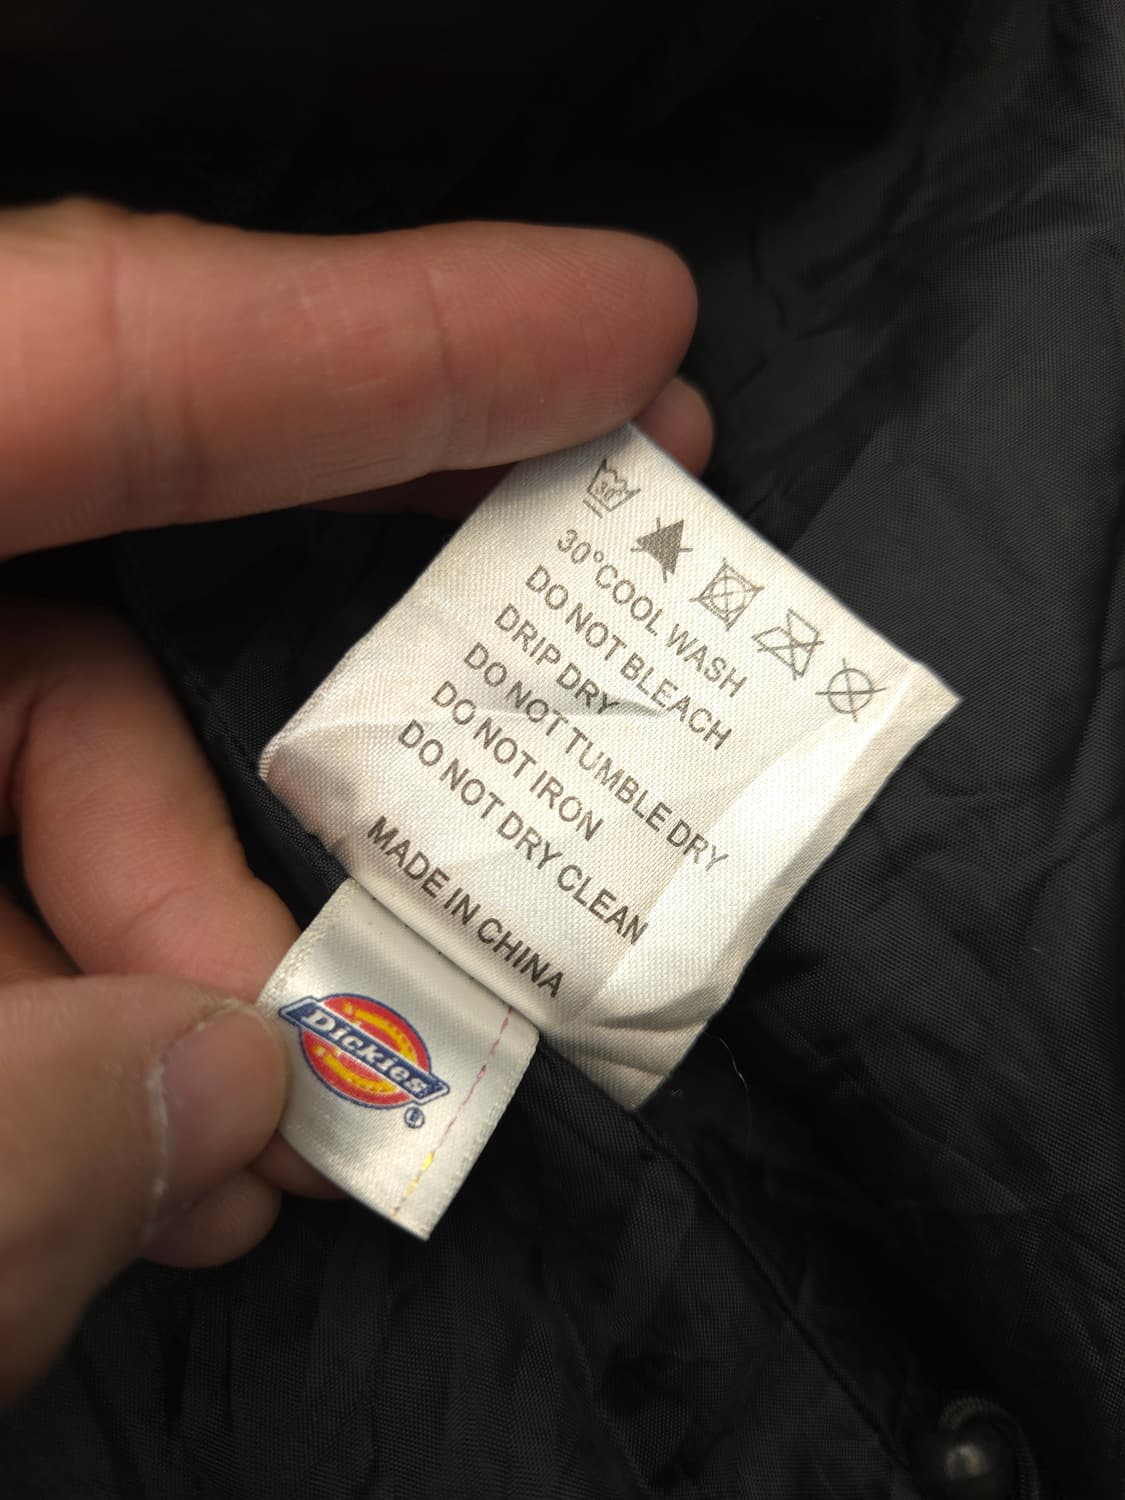 30°
30°COOL WASH
DO NOT BLEACH
DRIP DRY
DO NOT TUMBLE DRY
DO NOT IRON
DO NOT DRY CLEAN
MADE IN CHINA
Dickies®